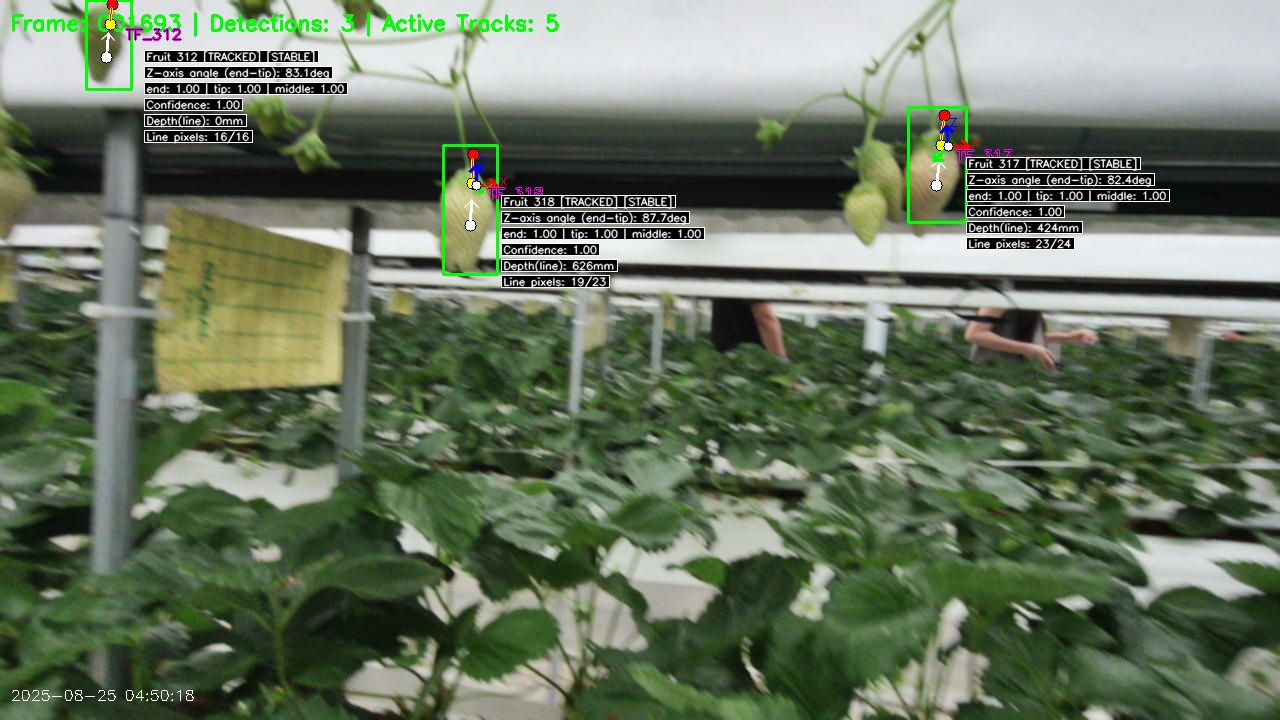 Frame: 001693 | Detections: 3 | Active Tracks: 5
TF_312
Fruit 312 [TRACKED] [STABLE]
Z-axis angle (end-tip): 83.1deg
end: 1.00 | tip: 1.00 | middle: 1.00
Confidence: 1.00
Depth(line): 0mm
Line pixels: 16/16
TF_317
Fruit 317 [TRACKED] [STABLE]
Z-axis angle (end-tip): 82.4deg
end: 1.00 | tip: 1.00 | middle: 1.00
Confidence: 1.00
Depth(line): 424mm
Line pixels: 23/24
TF_318
Fruit 318 [TRACKED] [STABLE]
Z-axis angle (end-tip): 87.7deg
end: 1.00 | tip: 1.00 | middle: 1.00
Confidence: 1.00
Depth(line): 626mm
Line pixels: 19/23
2025-08-25 04:50:18